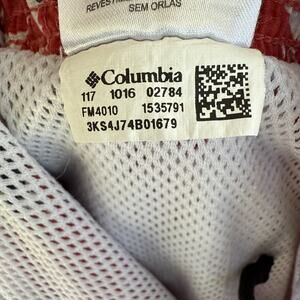 SEM ORLAS
Columbia
117 1016 02784
FM4010 1535791
3KS4J74B01679